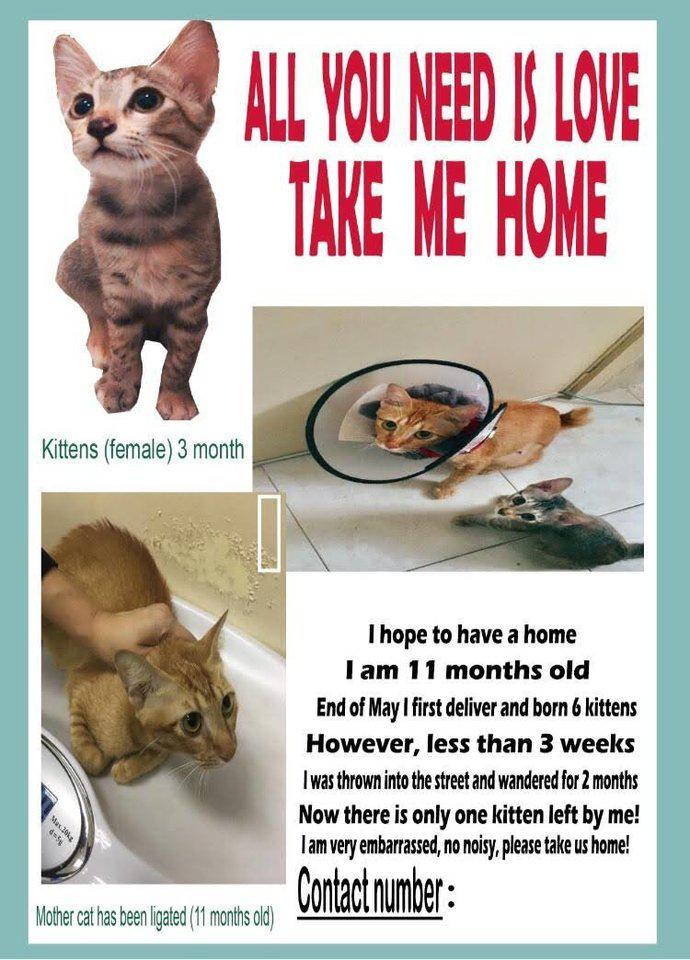 ALL YOU NEED IS LOVE
TAKE ME HOME
Kittens (female) 3 month
I hope to have a home
I am 11 months old
End of May I first deliver and born 6 kittens
However, less than 3 weeks
I was thrown into the street and wandered for 2 months
Now there is only one kitten left by me!
I am very embarrassed, no noisy, please take us home!
Contact number :
Max 20kg
d=5g
Mother cat has been ligated (11 months old)